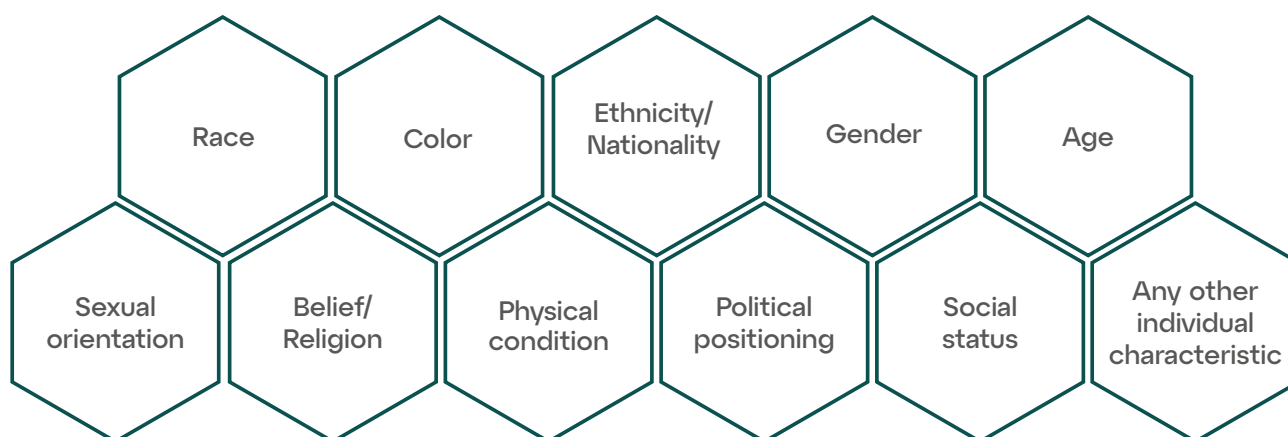 Race
Color
Ethnicity/
Nationality
Gender
Age
Sexual
orientation
Belief/
Religion
Physical
condition
Political
positioning
Social
status
Any other
individual
characteristic